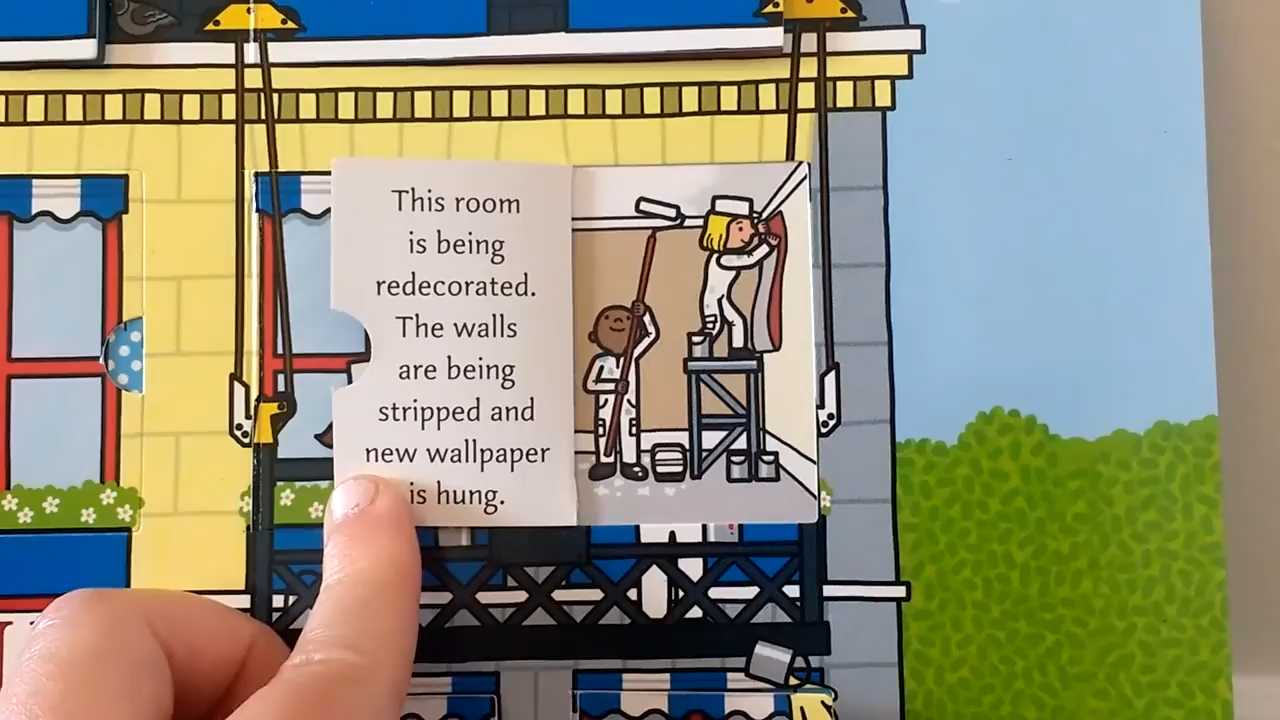 This room
is being
redecorated.
The walls
are being
stripped and
new wallpaper
is hung.